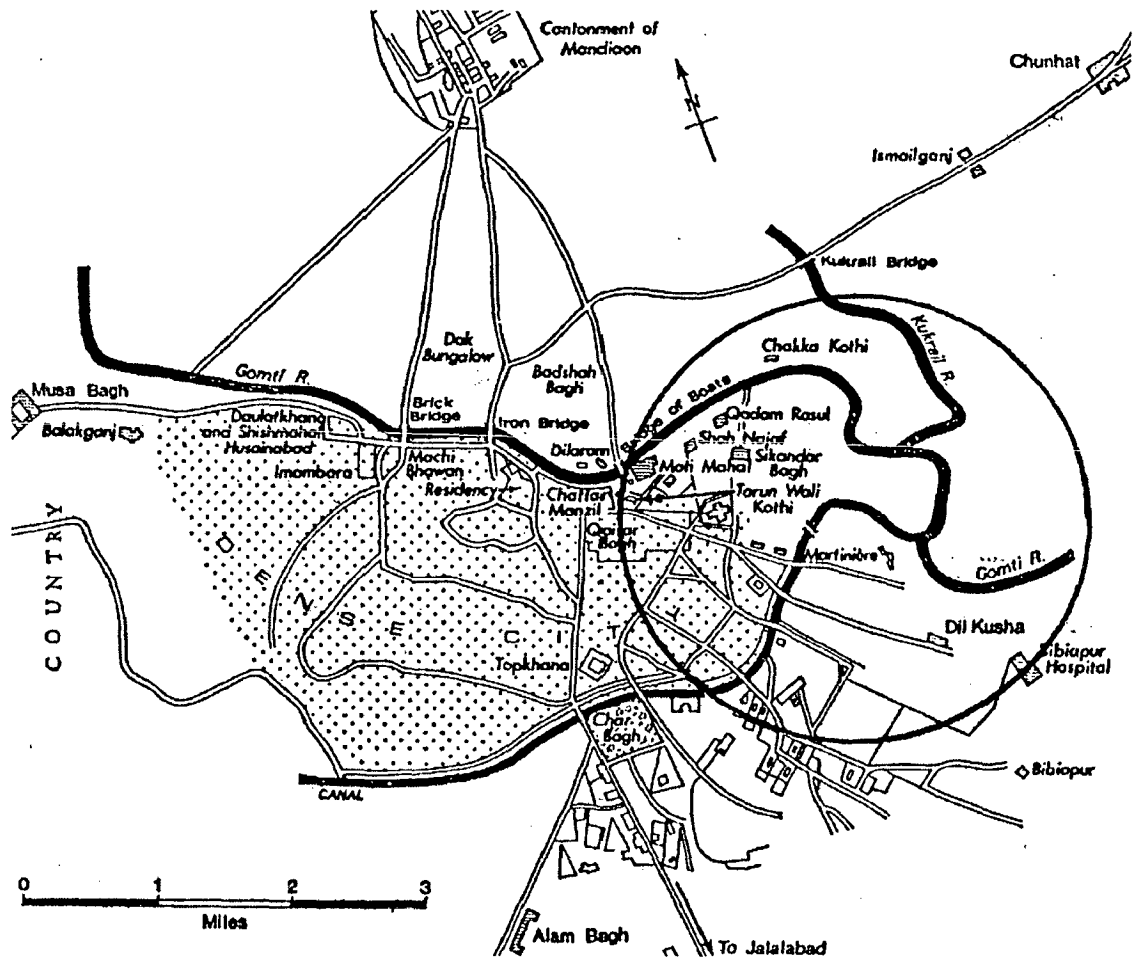 Cantonment of
Mandiaon
Chunhat
N
Ismailganj
Kukrail Bridge
Kukrail R.
Chakka Kothi
Dak
Bungalow
Badshah
Bagh
Gomti R.
Bridge of Boats
Musa Bagh
Brick
Bridge
Iron Bridge
Qadam Rasul
Daulatkhana
and Shishmahal
Husainabad
Balakganj
Shah Najaf
Dilaram
Sikandar
Bagh
Moti Mahal
Imambara
Machi
Bhawan
Residency
Chattar
Manzil
Tarun Wali
Kothi
Qaisar
Bagh
Martinière
Gomti R.
COUNTRY
DENSE CITY
Dil Kusha
Bibiapur
Hospital
Topkhana
Char
Bagh
Bibiapur
CANAL
0 1 2 3
Miles
Alam Bagh
To Jalalabad